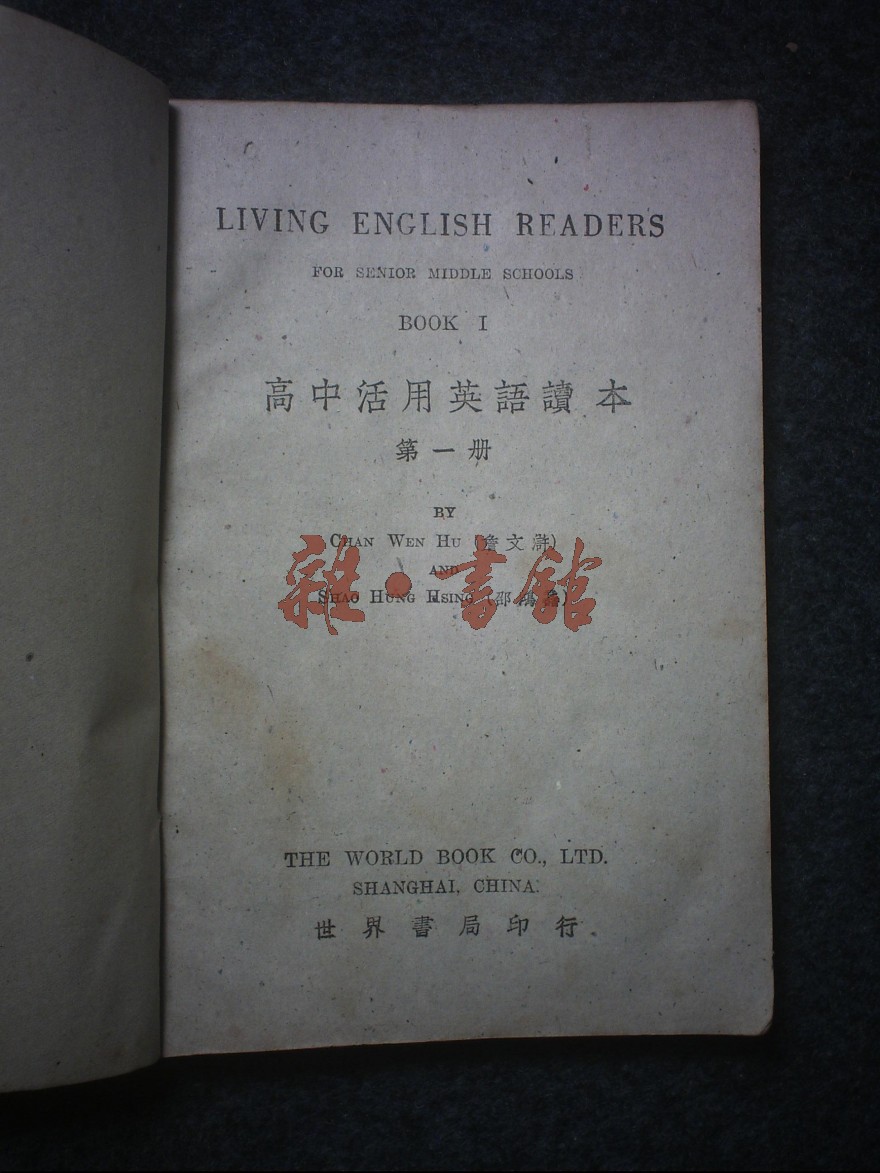 LIVING ENGLISH READERS
FOR SENIOR MIDDLE SCHOOLS
BOOK I
高中活用英語讀本
第一册
BY
CHAN WEN HU (詹文滸)
AND
SHAO HUNG HSING (邵鴻
雜·書館
THE WORLD BOOK CO., LTD.
SHANGHAI, CHINA.
世界書局印行